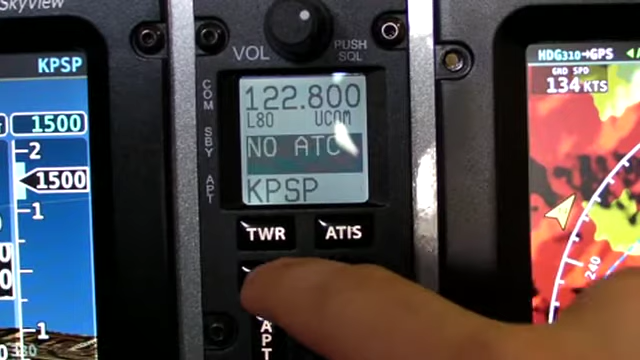 SkyView
KPSP
1500
2
1500
1
1
VOL
PUSH
SQL
COM
SBY
APT
122.800
L80 UCOM
NO ATC
KPSP
TWR
ATIS
APT
HDG310→GPS
GND SPD
134 KTS
240